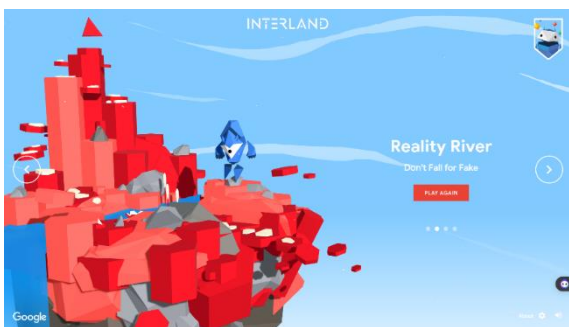 INTERLAND
Reality River
Don't Fall for Fake
PLAY AGAIN
Google